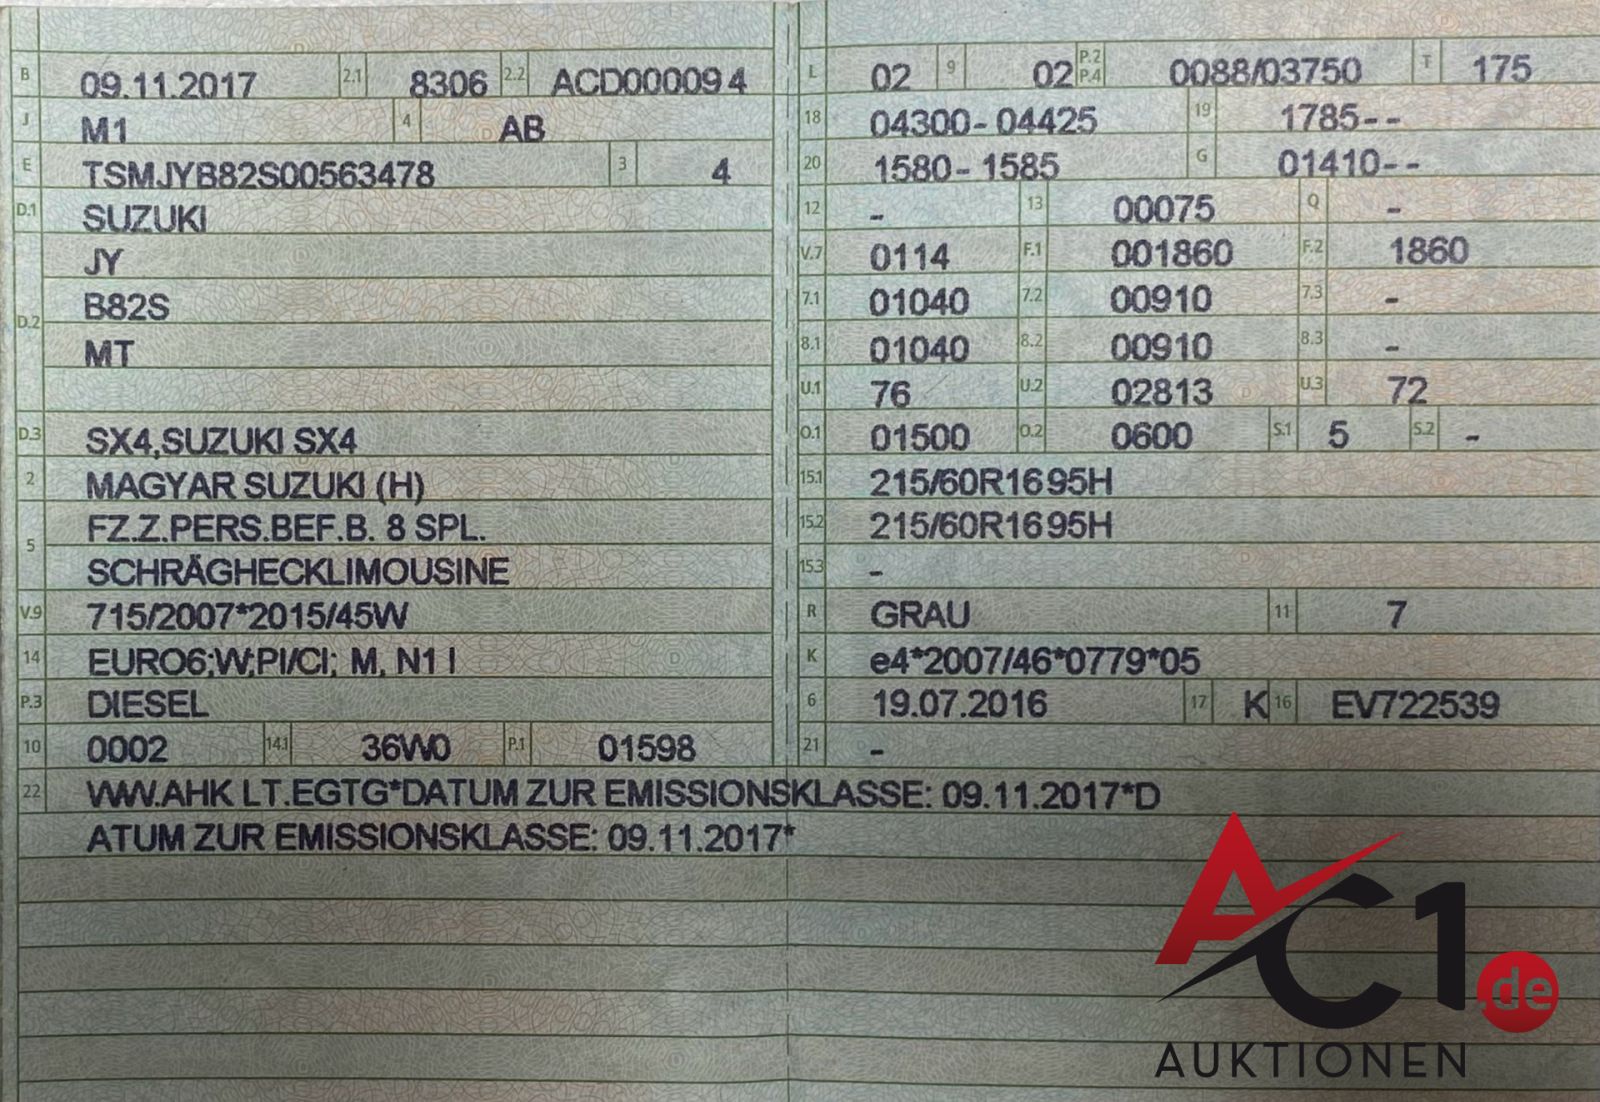 B 09.11.2017 2.1 8306 2.2 ACD000094
J M1 4 AB
E TSMJYB82S00563478 3 4
D.1 SUZUKI
JY
D.2 B82S
MT
D.3 SX4,SUZUKI SX4
2 MAGYAR SUZUKI (H)
5 FZ.Z.PERS.BEF.B. 8 SPL.
SCHRÄGHECKLIMOUSINE
V.9 715/2007*2015/45W
14 EURO6;W;PI/CI; M, N1 I
P.3 DIESEL
10 0002 14.1 36W0 P.1 01598
L 02 9 02 P.2 P.4 0088/03750 T 175
18 04300-04425 19 1785--
20 1580-1585 G 01410--
12 - 13 00075 Q -
V.7 0114 F.1 001860 F.2 1860
7.1 01040 7.2 00910 7.3 -
8.1 01040 8.2 00910 8.3 -
U.1 76 U.2 02813 U.3 72
O.1 01500 O.2 0600 S.1 5 S.2 -
15.1 215/60R16 95H
15.2 215/60R16 95H
15.3 -
R GRAU 11 7
K e4*2007/46*0779*05
6 19.07.2016 17 K 16 EV722539
21 -
22 WW.AHK LT.EGTG*DATUM ZUR EMISSIONSKLASSE: 09.11.2017*D
ATUM ZUR EMISSIONSKLASSE: 09.11.2017*
AC1.de
AUKTIONEN